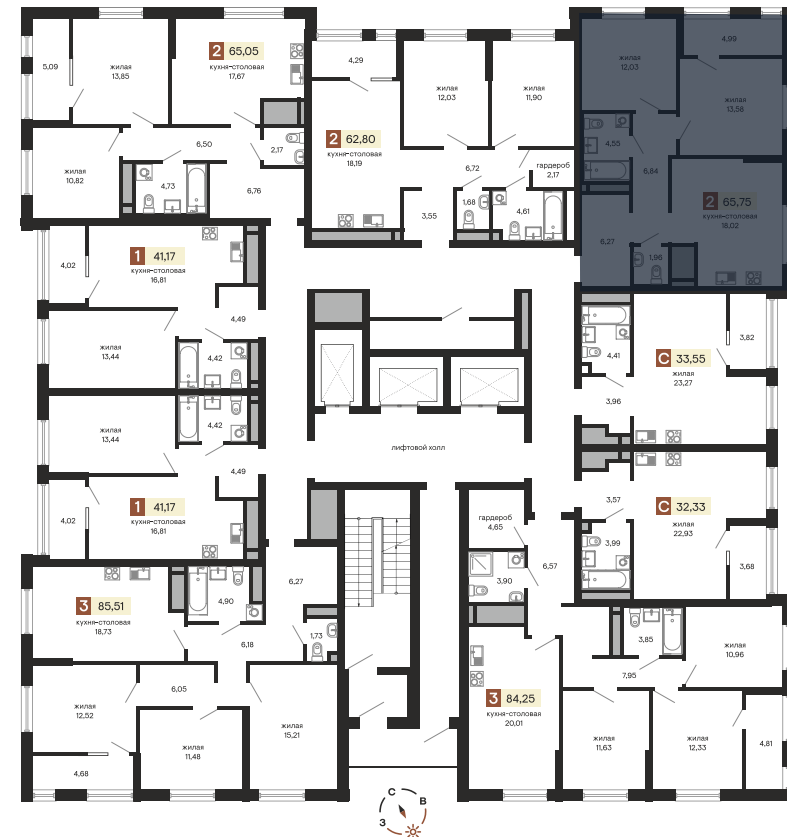 2 65,05
кухня-столовая
17,67
5,09
жилая
13,85
4,29
жилая
12,03
жилая
11,90
жилая
12,03
4,99
жилая
13,58
2 62,80
кухня-столовая
18,19
6,50
2,17
жилая
10,82
4,73
6,76
6,72
гардероб
2,17
3,55
1,68
4,61
4,55
6,84
2 65,75
кухня-столовая
18,02
6,27
1,96
1 41,17
кухня-столовая
16,81
4,02
4,49
жилая
13,44
4,42
4,41
3,82
С 33,55
жилая
23,27
3,96
4,42
жилая
13,44
4,49
лифтовой холл
1 41,17
кухня-столовая
16,81
4,02
гардероб
4,65
3,57
С 32,33
жилая
22,93
3,99
3,68
6,57
3,90
3 85,51
кухня-столовая
18,73
4,90
6,27
1,73
6,18
3,85
жилая
10,96
7,95
6,05
жилая
12,52
жилая
11,48
жилая
15,21
4,68
3 84,25
кухня-столовая
20,01
жилая
11,63
жилая
12,33
4,81
С
В
З